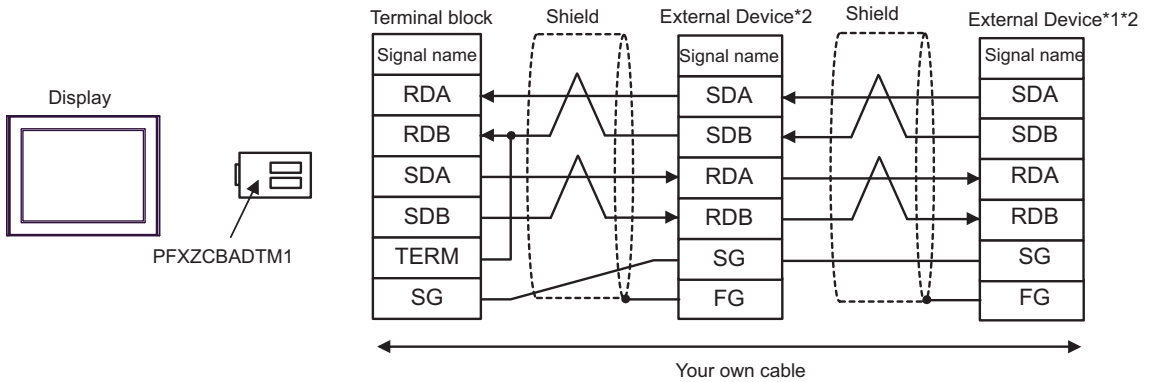 Display
PFXZCBADTM1
Terminal block
Signal name
RDA
RDB
SDA
SDB
TERM
SG
Shield
External Device*2
Signal name
SDA
SDB
RDA
RDB
SG
FG
Shield
External Device*1*2
Signal name
SDA
SDB
RDA
RDB
SG
FG
Your own cable